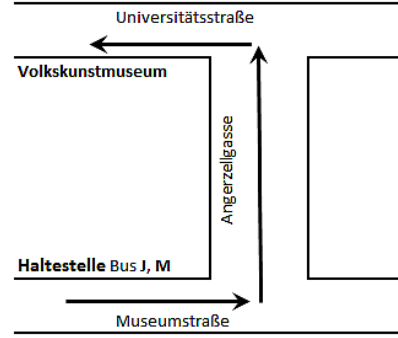 Universitätsstraße
Volkskunstmuseum
Angerzellgasse
Haltestelle Bus J, M
Museumstraße